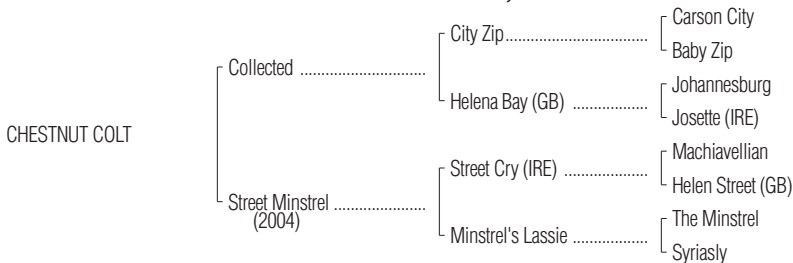 Carson City
City Zip
Baby Zip
Collected
Johannesburg
Helena Bay (GB)
Josette (IRE)
CHESTNUT COLT
Machiavellian
Street Cry (IRE)
Helen Street (GB)
Street Minstrel
(2004)
The Minstrel
Minstrel's Lassie
Syriasly